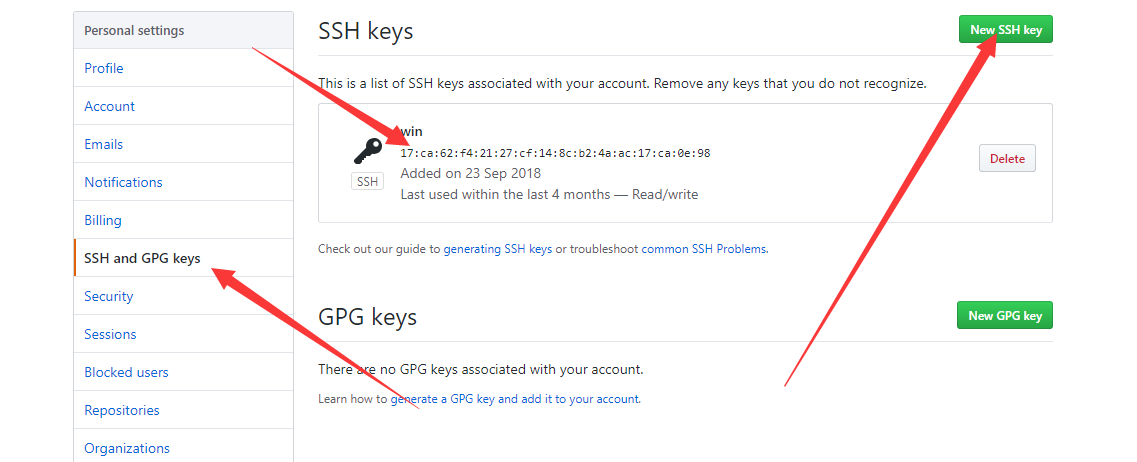 Personal settings
Profile
Account
Emails
Notifications
Billing
SSH and GPG keys
Security
Sessions
Blocked users
Repositories
Organizations
SSH keys
New SSH key
This is a list of SSH keys associated with your account. Remove any keys that you do not recognize.
win
17:ca:62:f4:21:27:cf:14:8c:b2:4a:ac:17:ca:0e:98
Added on 23 Sep 2018
Last used within the last 4 months — Read/write
SSH
Delete
Check out our guide to generating SSH keys or troubleshoot common SSH Problems.
GPG keys
New GPG key
There are no GPG keys associated with your account.
Learn how to generate a GPG key and add it to your account.